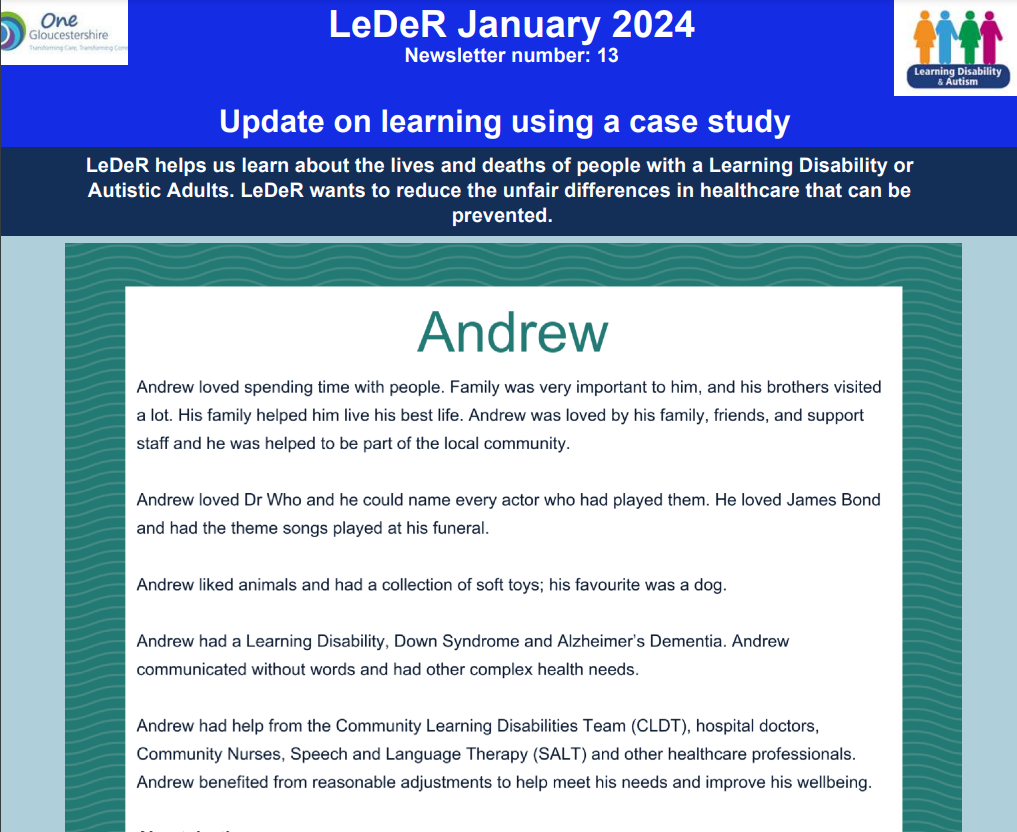 One
Gloucestershire
LeDeR January 2024
Newsletter number: 13
Learning Disability
& Autism
Update on learning using a case study
LeDeR helps us learn about the lives and deaths of people with a Learning Disability or
Autistic Adults. LeDeR wants to reduce the unfair differences in healthcare that can be
prevented.
Andrew
Andrew loved spending time with people. Family was very important to him, and his brothers visited
a lot. His family helped him live his best life. Andrew was loved by his family, friends, and support
staff and he was helped to be part of the local community.
Andrew loved Dr Who and he could name every actor who had played them. He loved James Bond
and had the theme songs played at his funeral.
Andrew liked animals and had a collection of soft toys; his favourite was a dog.
Andrew had a Learning Disability, Down Syndrome and Alzheimer’s Dementia. Andrew
communicated without words and had other complex health needs.
Andrew had help from the Community Learning Disabilities Team (CLDT), hospital doctors,
Community Nurses, Speech and Language Therapy (SALT) and other healthcare professionals.
Andrew benefited from reasonable adjustments to help meet his needs and improve his wellbeing.